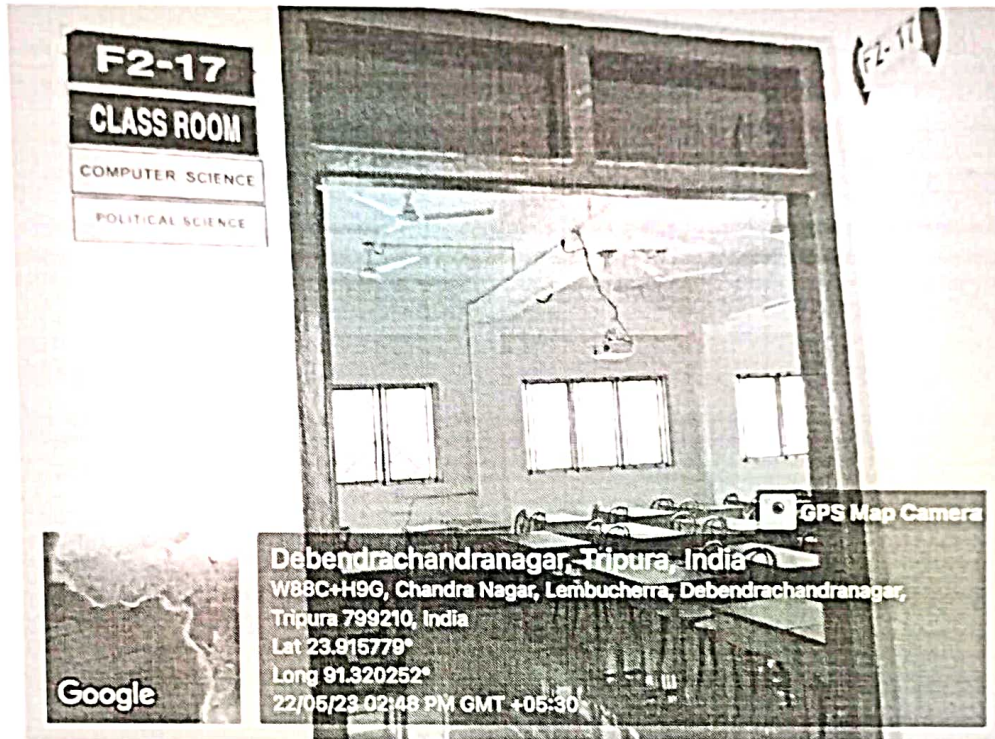 F2-17
CLASS ROOM
COMPUTER SCIENCE
POLITICAL SCIENCE
F2-17
GPS Map Camera
Debendrachandranagar, Tripura, India
W88C+H9G, Chandra Nagar, Lembucherra, Debendrachandranagar,
Tripura 799210, India
Lat 23.915779°
Long 91.320252°
22/05/23 02:48 PM GMT +05:30
Google